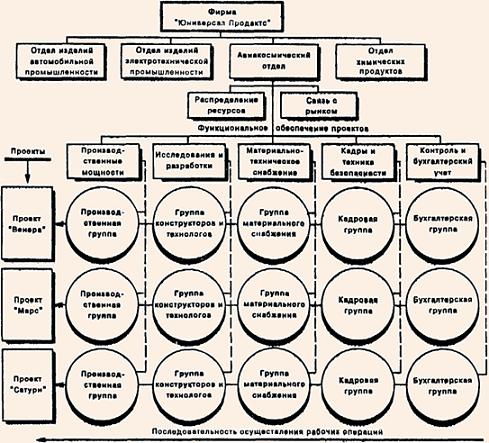 Фирма
"Юниверсал Продактс"
Отдел изделий
автомобильной
промышленности
Отдел изделий
электротехнической
промышленности
Авиакосмический
отдел
Отдел
химических
продуктов
Распределение
ресурсов
Связь с
рынком
Функциональное обеспечение проектов
Проекты
Производ-
ственные
мощности
Исследования и
разработки
Материально-
техническое
снабжение
Кадры и
техника
безопасности
Контроль и
бухгалтерский
учет
Проект
"Венера"
Производ-
ственная
группа
Группа
конструкторов и
технологов
Группа
материального
снабжения
Кадровая
группа
Бухгалтерская
группа
Проект
"Марс"
Производ-
ственная
группа
Группа
конструкторов и
технологов
Группа
материального
снабжения
Кадровая
группа
Бухгалтерская
группа
Проект
"Сатурн"
Производ-
ственная
группа
Группа
конструкторов и
технологов
Группа
материального
снабжения
Кадровая
группа
Бухгалтерская
группа
Последовательность осуществления рабочих операций